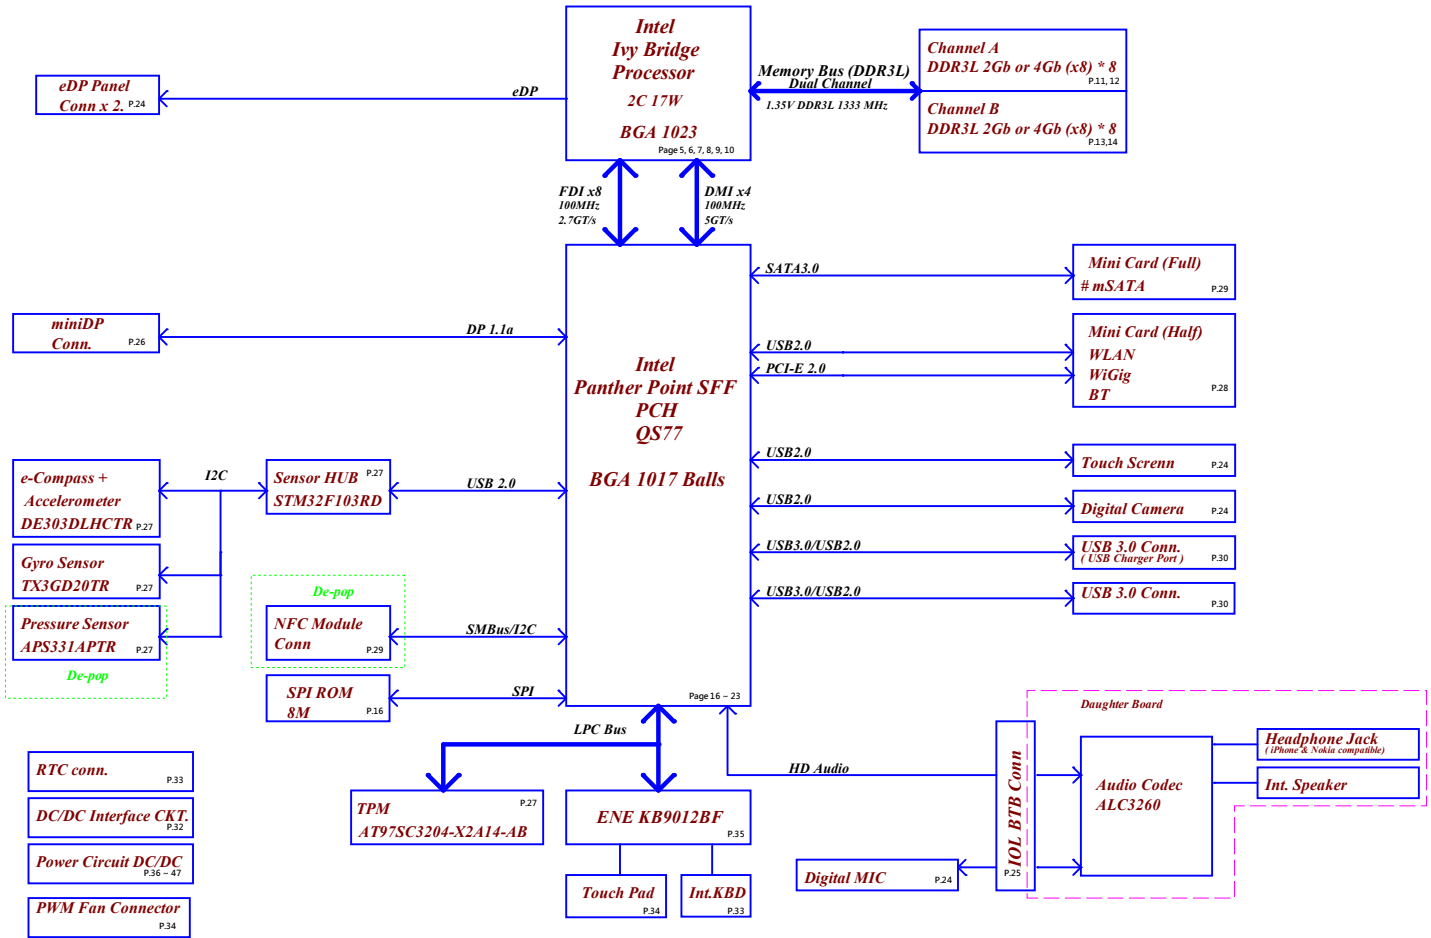 Intel
Ivy Bridge
Processor
2C 17W
BGA 1023
Page 5, 6, 7, 8, 9, 10
eDP Panel
Conn x 2. P.24
eDP
Memory Bus (DDR3L)
Dual Channel
1.35V DDR3L 1333 MHz
Channel A
DDR3L 2Gb or 4Gb (x8) * 8
P.11, 12
Channel B
DDR3L 2Gb or 4Gb (x8) * 8
P.13,14
FDI x8
100MHz
2.7GT/s
DMI x4
100MHz
5GT/s
Intel
Panther Point SFF
PCH
QS77
BGA 1017 Balls
Page 16 ~ 23
miniDP
Conn. P.26
DP 1.1a
e-Compass +
Accelerometer
DE303DLHCTR P.27
I2C
Sensor HUB P.27
STM32F103RD
USB 2.0
Gyro Sensor
TX3GD20TR P.27
Pressure Sensor
APS331APTR P.27
De-pop
De-pop
NFC Module
Conn P.29
SMBus/I2C
SPI ROM
8M P.16
SPI
SATA3.0
Mini Card (Full)
# mSATA P.29
USB2.0
PCI-E 2.0
Mini Card (Half)
WLAN
WiGig
BT P.28
USB2.0
Touch Screnn P.24
USB2.0
Digital Camera P.24
USB3.0/USB2.0
USB 3.0 Conn.
( USB Charger Port ) P.30
USB3.0/USB2.0
USB 3.0 Conn. P.30
LPC Bus
TPM P.27
AT97SC3204-X2A14-AB
ENE KB9012BF
P.35
Touch Pad
P.34
Int.KBD
P.33
HD Audio
IOL BTB Conn
P.25
Daughter Board
Audio Codec
ALC3260
Headphone Jack
( iPhone & Nokia compatible)
Int. Speaker
Digital MIC P.24
RTC conn.
P.33
DC/DC Interface CKT.
P.32
Power Circuit DC/DC
P.36 ~ 47
PWM Fan Connector
P.34